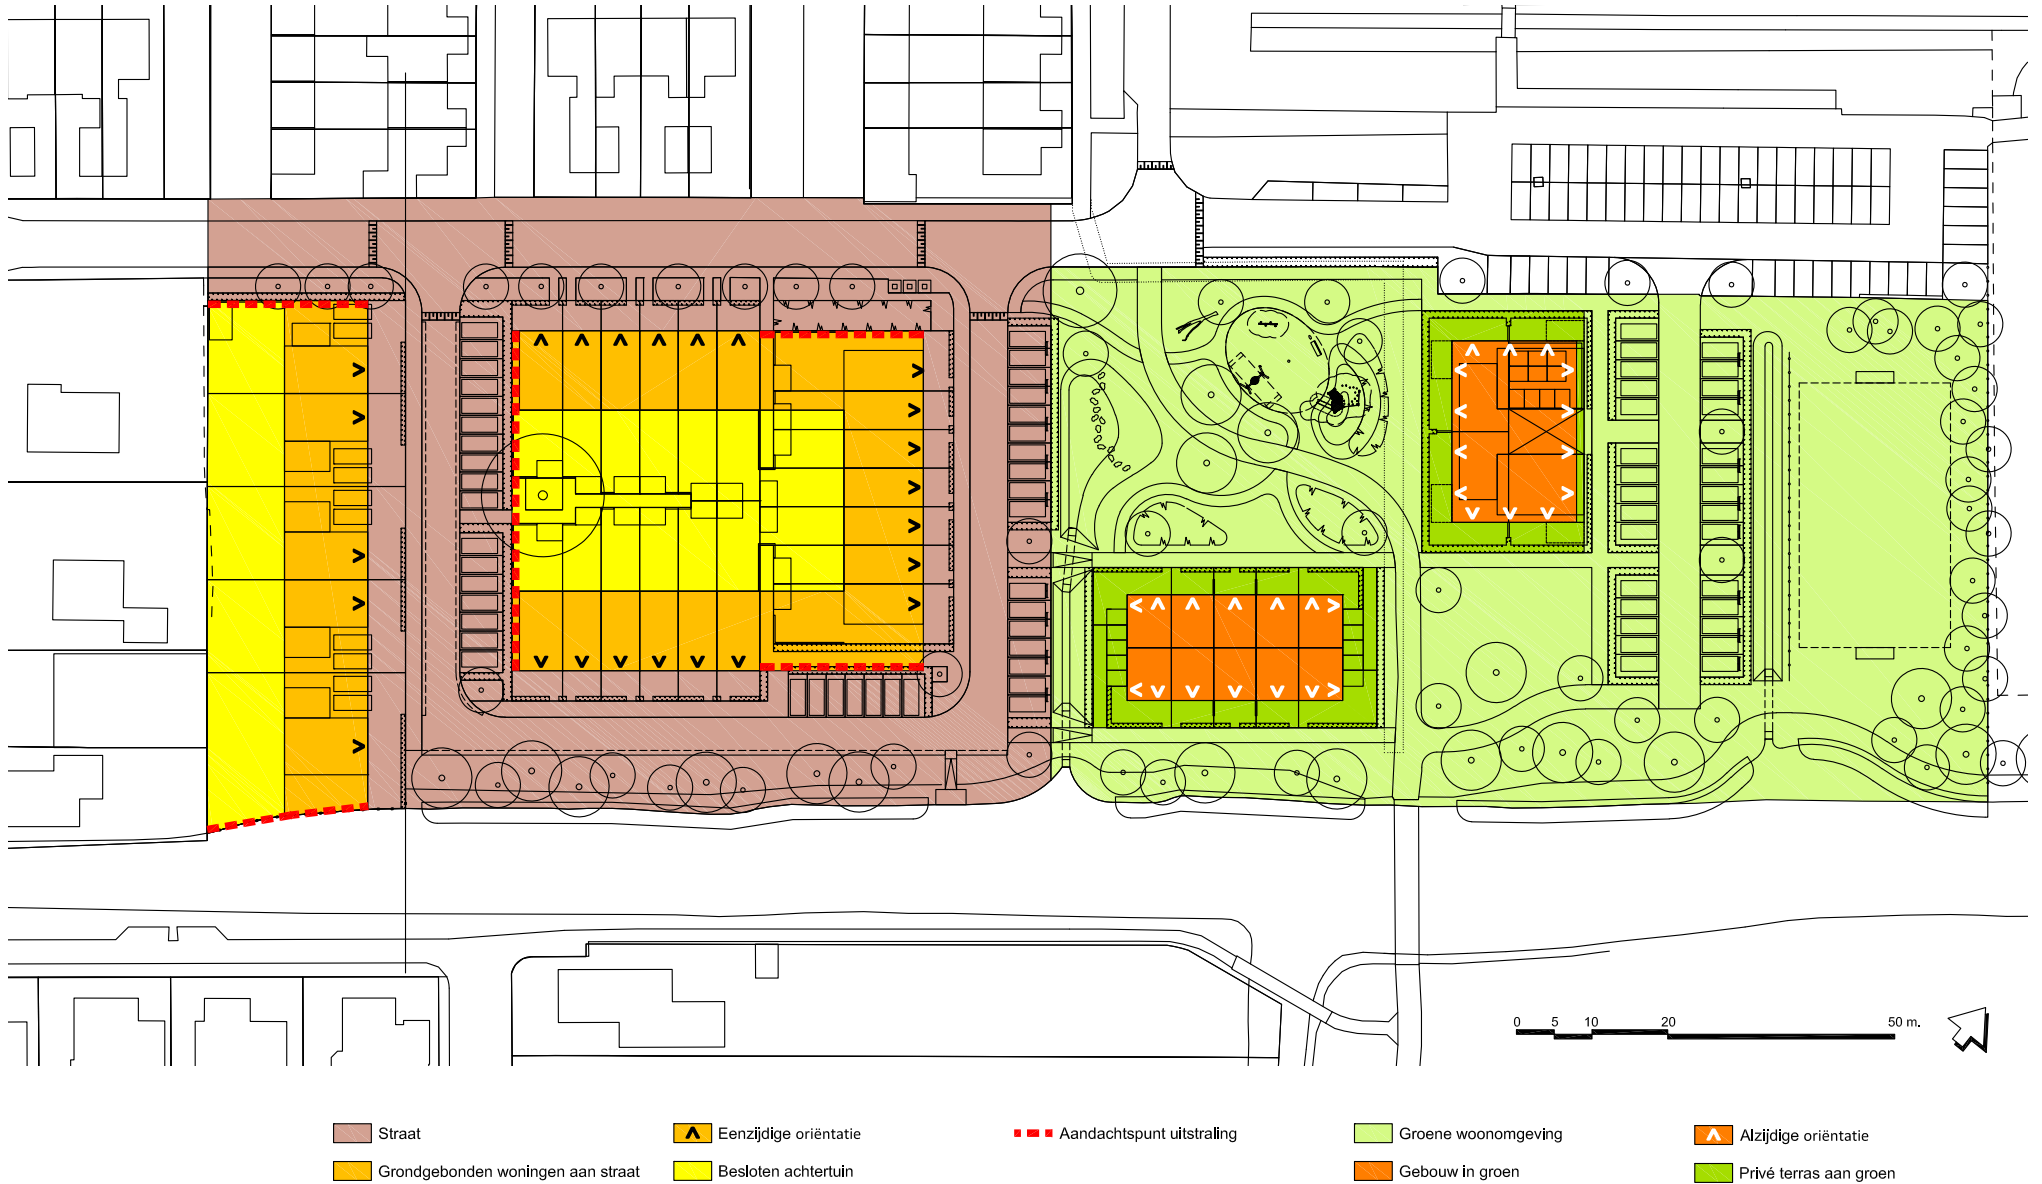 0 5 10 20 50 m.
Straat
Eenzijdige oriëntatie
Aandachtspunt uitstraling
Groene woonomgeving
Alzijdige oriëntatie
Grondgebonden woningen aan straat
Besloten achtertuin
Gebouw in groen
Privé terras aan groen